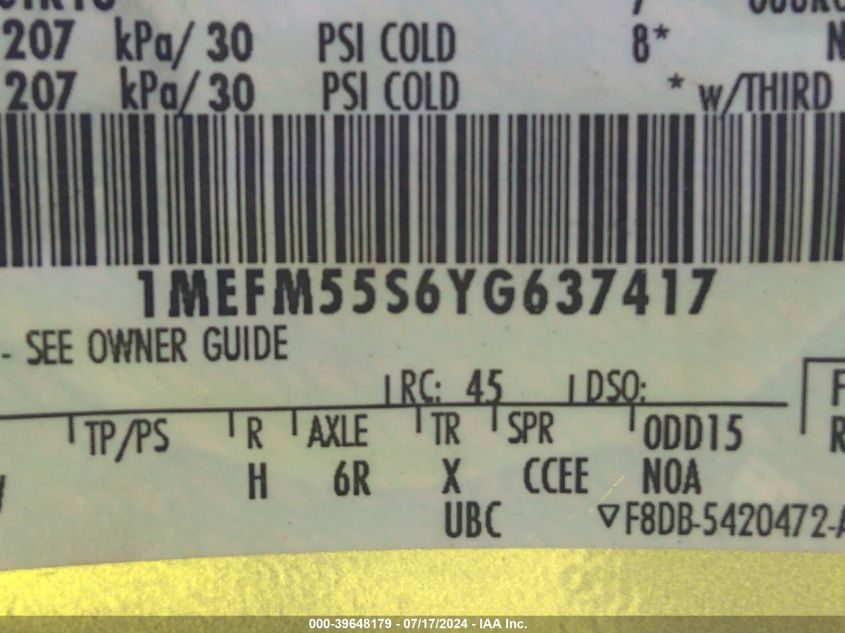 207 kPa/ 30 PSI COLD 8*
207 kPa/ 30 PSI COLD * w/THIRD
1MEFM55S6YG637417
- SEE OWNER GUIDE
RC: 45 DSO:
TP/PS R AXLE TR SPR ODD15
H 6R X CCEE NOA
UBC ▽F8DB-5420472-A
000-39648179 - 07/17/2024 - IAA Inc.